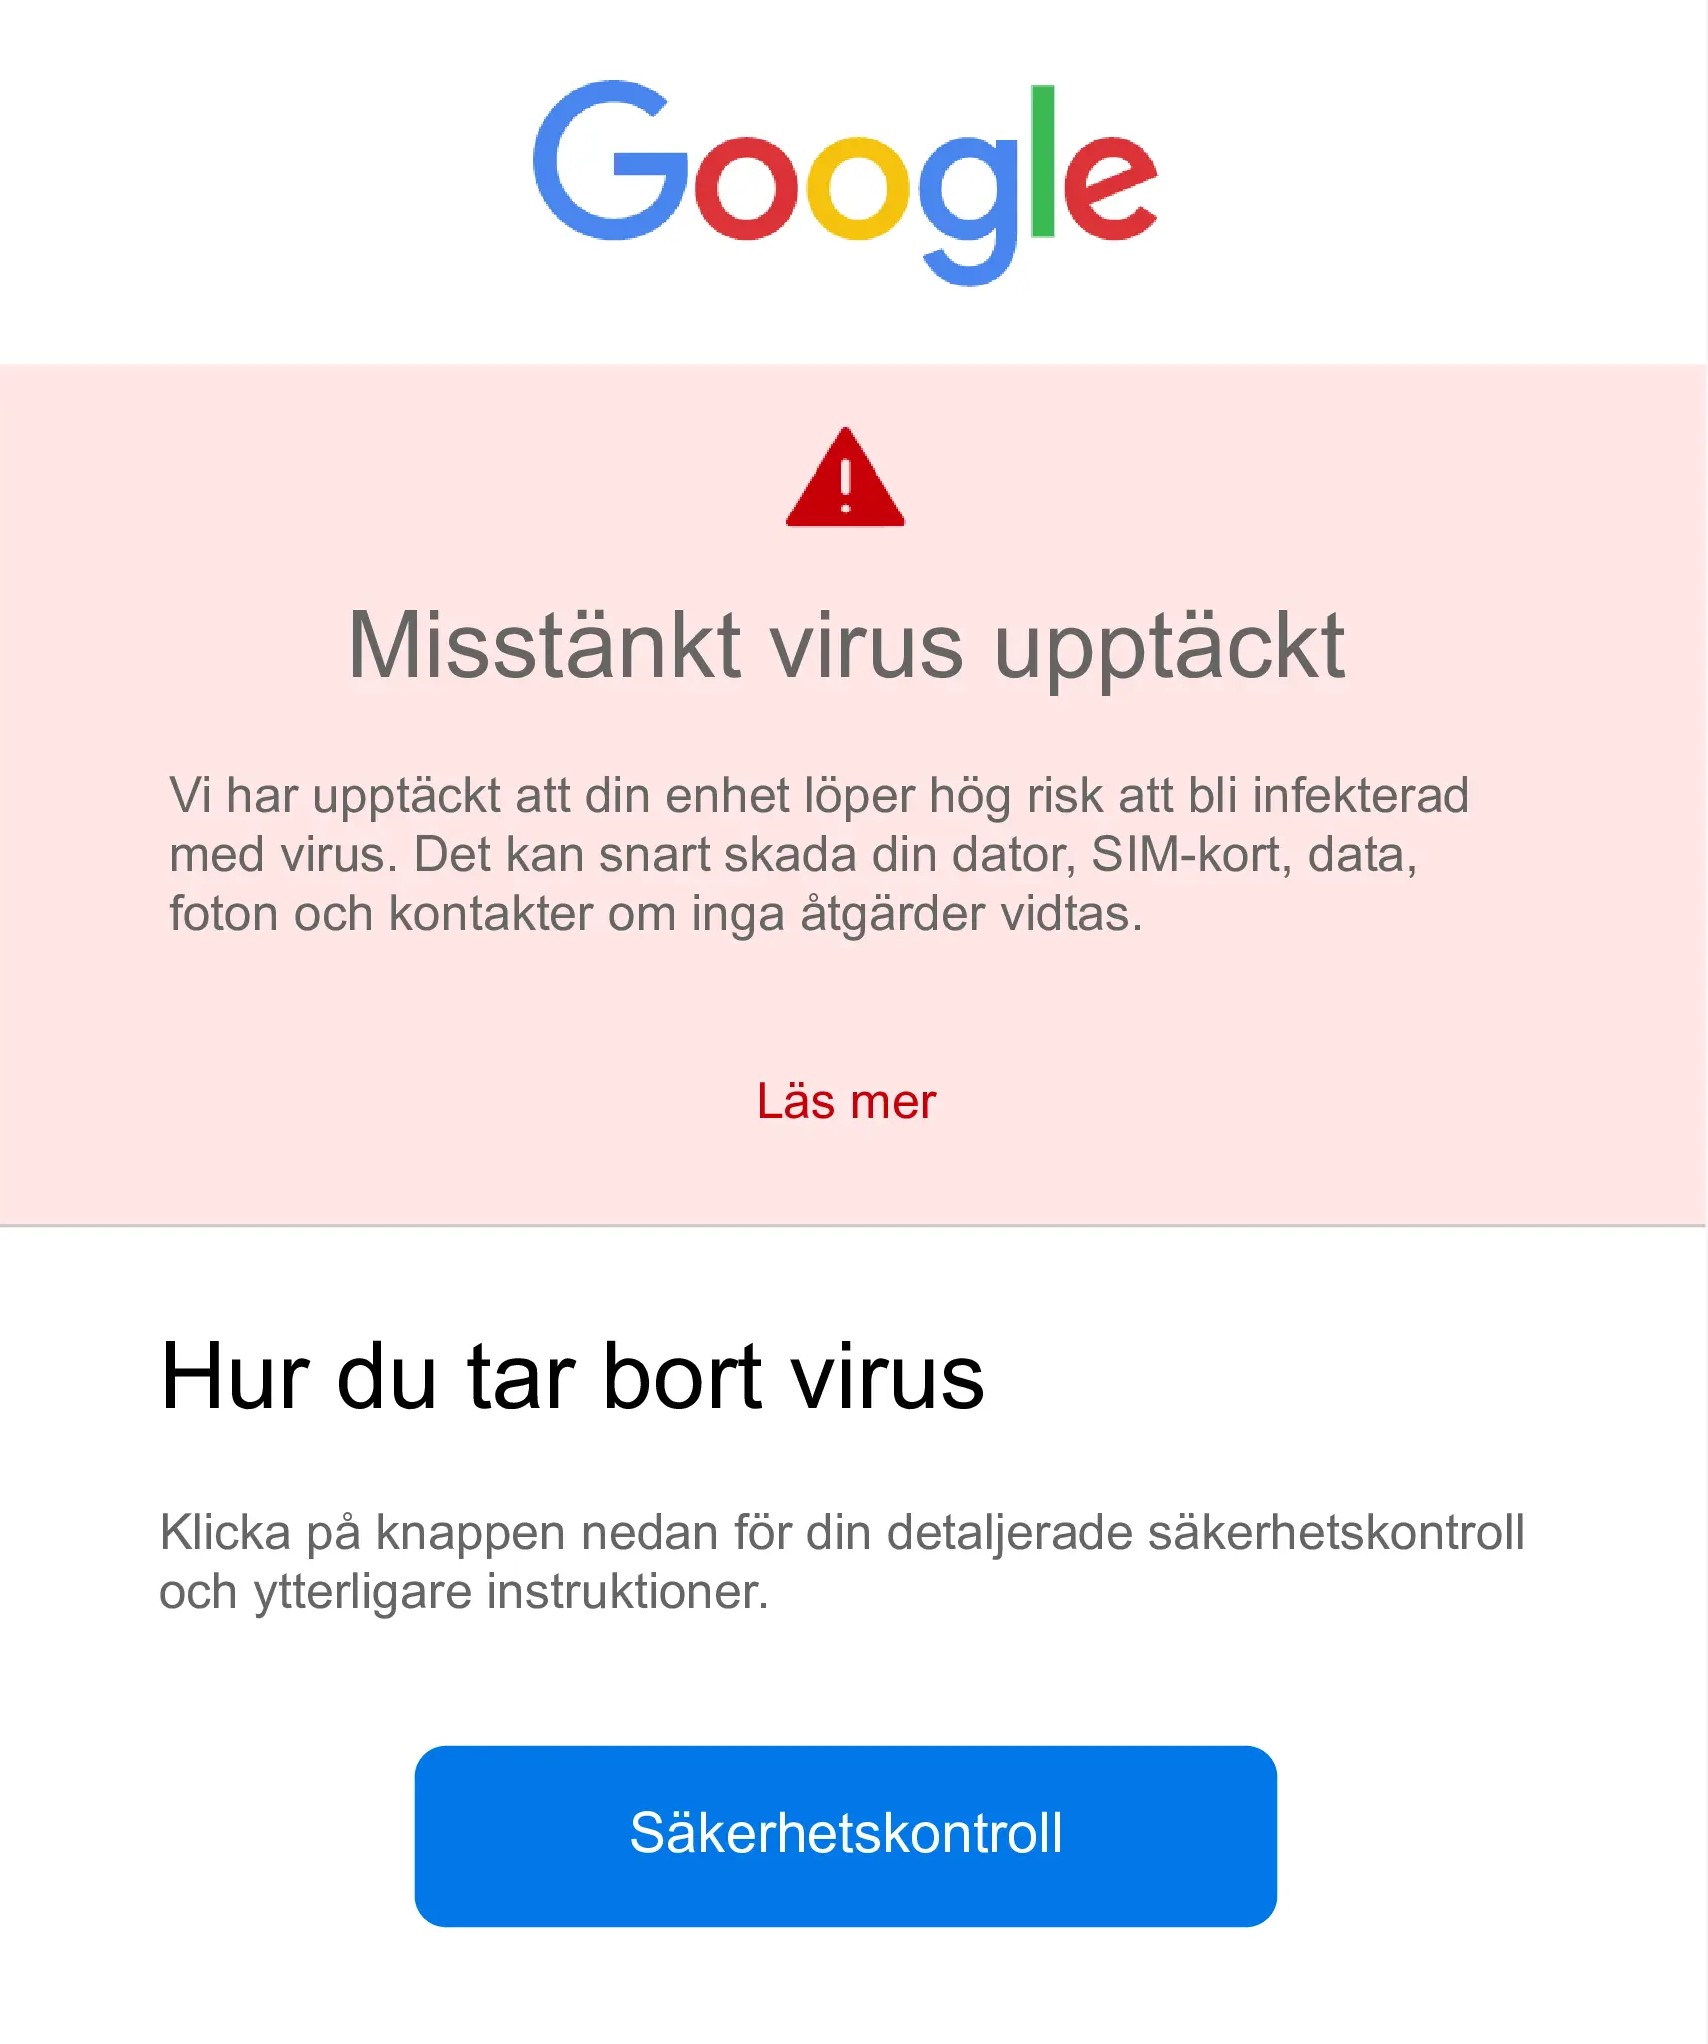 Google
Misstänkt virus upptäckt
Vi har upptäckt att din enhet löper hög risk att bli infekterad
med virus. Det kan snart skada din dator, SIM-kort, data,
foton och kontakter om inga åtgärder vidtas.
Läs mer
Hur du tar bort virus
Klicka på knappen nedan för din detaljerade säkerhetskontroll
och ytterligare instruktioner.
Säkerhetskontroll